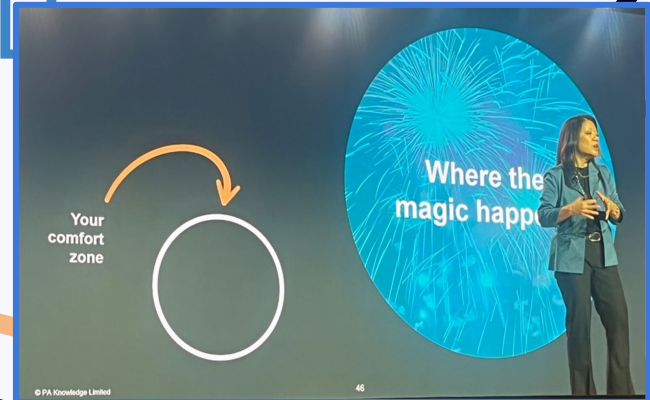 Your
comfort
zone
Where the
magic happe
© PA Knowledge Limited
46